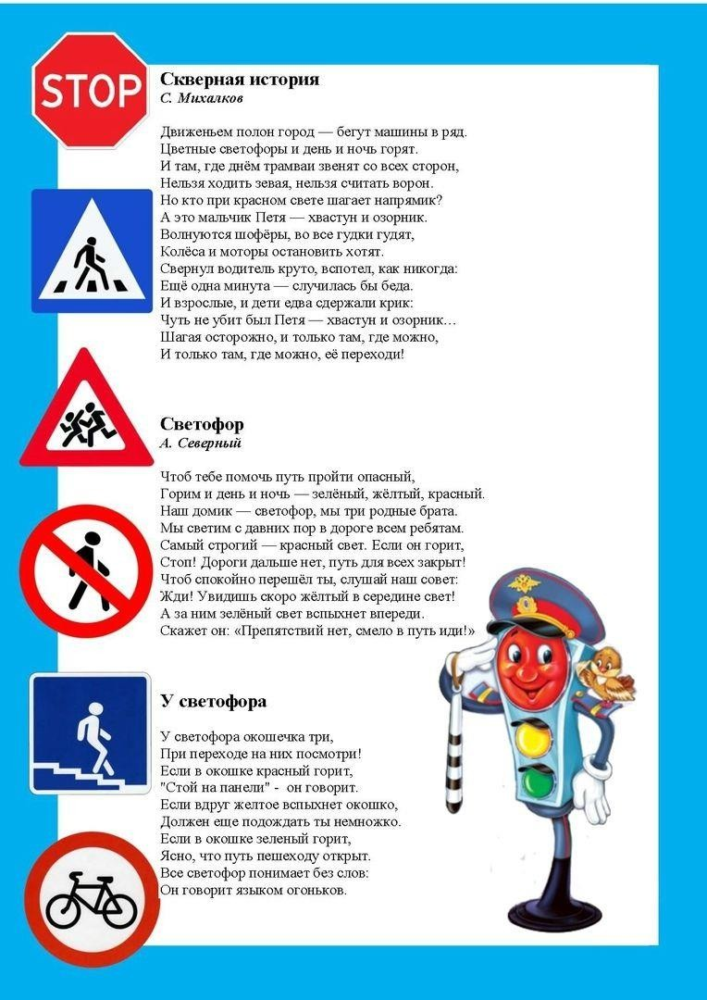 STOP
Скверная история
С. Михалков
Движеньем полон город — бегут машины в ряд.
Цветные светофоры и день и ночь горят.
И там, где днём трамваи звенят со всех сторон,
Нельзя ходить зевая, нельзя считать ворон.
Но кто при красном свете шагает напрямик?
А это мальчик Петя — хвастун и озорник.
Волнуются шофёры, во все гудки гудят,
Колёса и моторы остановить хотят.
Свернул водитель круто, вспотел, как никогда:
Ещё одна минута — случилась бы беда.
И взрослые, и дети едва сдержали крик:
Чуть не убит был Петя — хвастун и озорник…
Шагая осторожно, и только там, где можно,
И только там, где можно, её переходи!
Светофор
А. Северный
Чтоб тебе помочь путь пройти опасный,
Горим и день и ночь — зелёный, жёлтый, красный.
Наш домик — светофор, мы три родные брата.
Мы светим с давних пор в дороге всем ребятам.
Самый строгий — красный свет. Если он горит,
Стоп! Дороги дальше нет, путь для всех закрыт!
Чтоб спокойно перешёл ты, слушай наш совет:
Жди! Увидишь скоро жёлтый в середине свет!
А за ним зелёный свет вспыхнет впереди.
Скажет он: «Препятствий нет, смело в путь иди!»
У светофора
У светофора окошечка три,
При переходе на них посмотри!
Если в окошке красный горит,
"Стой на панели" - он говорит.
Если вдруг желтое вспыхнет окошко,
Должен еще подождать ты немножко.
Если в окошке зеленый горит,
Ясно, что путь пешеходу открыт.
Все светофор понимает без слов:
Он говорит языком огоньков.